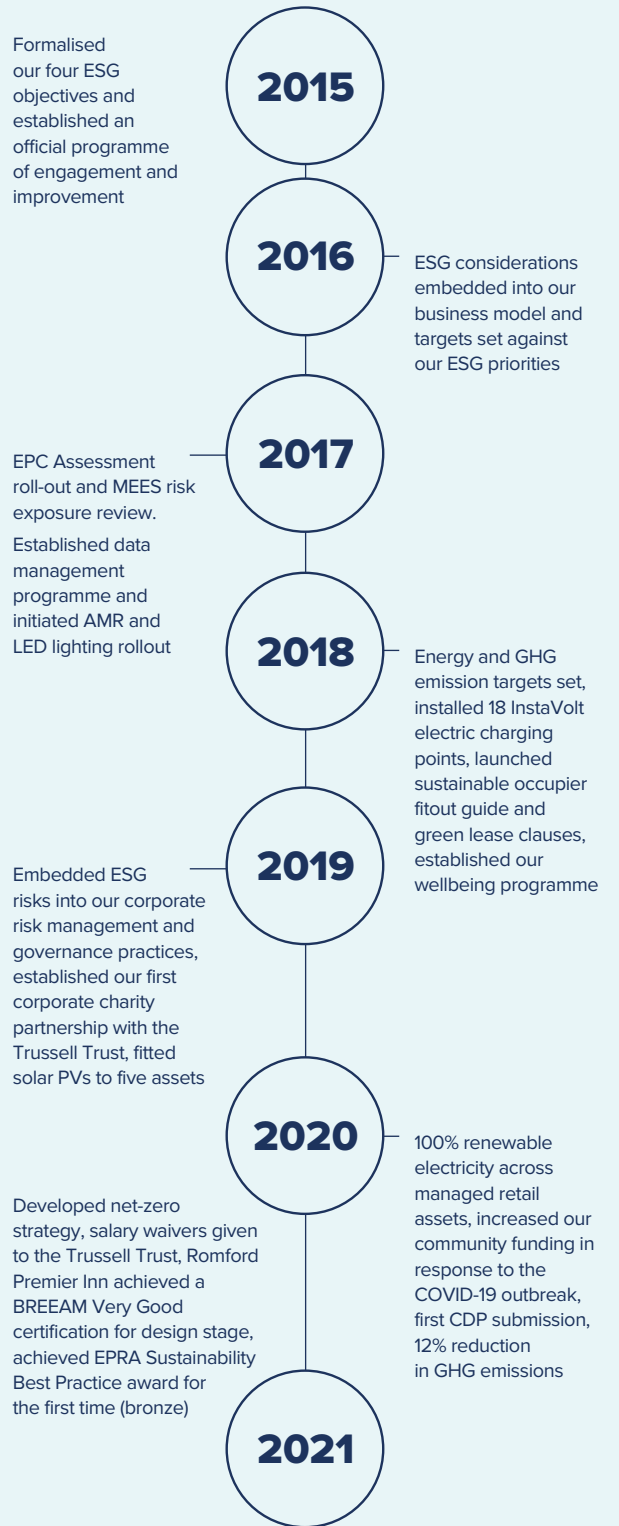 2015
Formalised
our four ESG
objectives and
established an
official programme
of engagement and
improvement
2016
ESG considerations
embedded into our
business model and
targets set against
our ESG priorities
2017
EPC Assessment
roll-out and MEES risk
exposure review.
Established data
management
programme and
initiated AMR and
LED lighting rollout
2018
Energy and GHG
emission targets set,
installed 18 InstaVolt
electric charging
points, launched
sustainable occupier
fitout guide and
green lease clauses,
established our
wellbeing programme
2019
Embedded ESG
risks into our corporate
risk management and
governance practices,
established our first
corporate charity
partnership with the
Trussell Trust, fitted
solar PVs to five assets
2020
100% renewable
electricity across
managed retail
assets, increased our
community funding in
response to the
COVID-19 outbreak,
first CDP submission,
12% reduction
in GHG emissions
Developed net-zero
strategy, salary waivers given
to the Trussell Trust, Romford
Premier Inn achieved a
BREEAM Very Good
certification for design stage,
achieved EPRA Sustainability
Best Practice award for
the first time (bronze)
2021